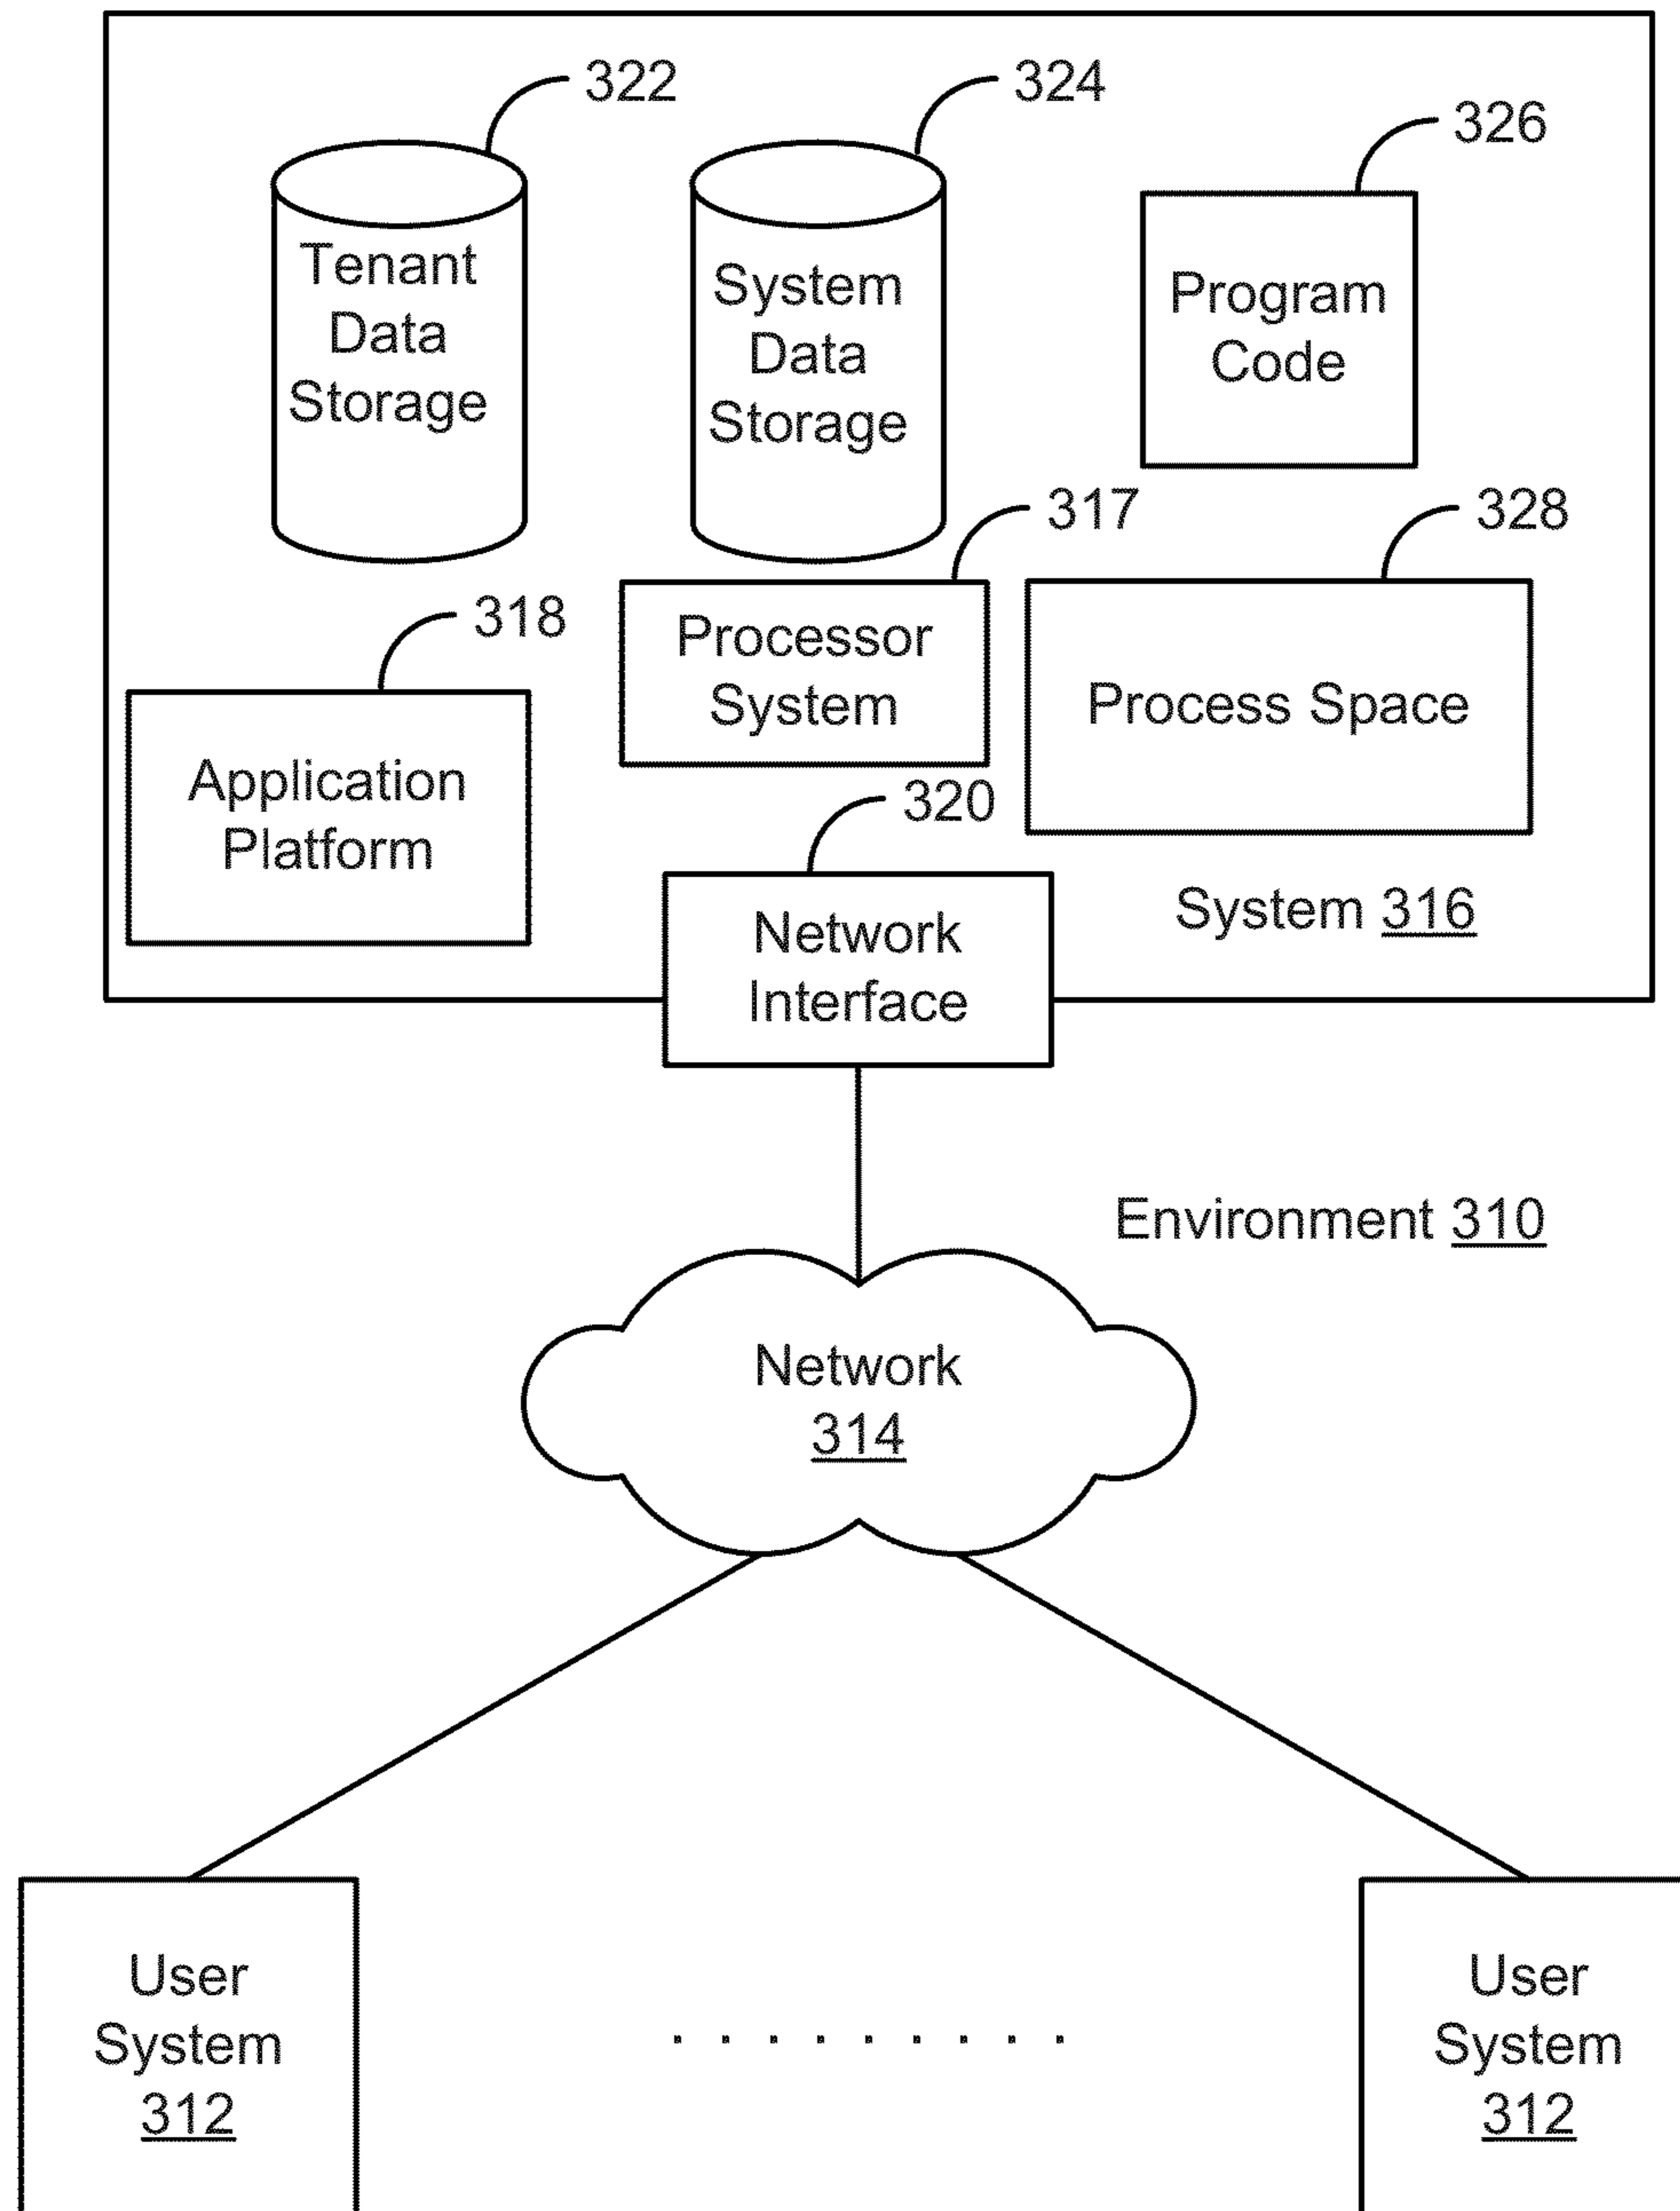 322
324
326
Tenant
Data
Storage
System
Data
Storage
Program
Code
317
328
318
Processor
System
Process Space
Application
Platform
320
Network
Interface
System 316
Environment 310
Network
314
User
System
312
User
System
312